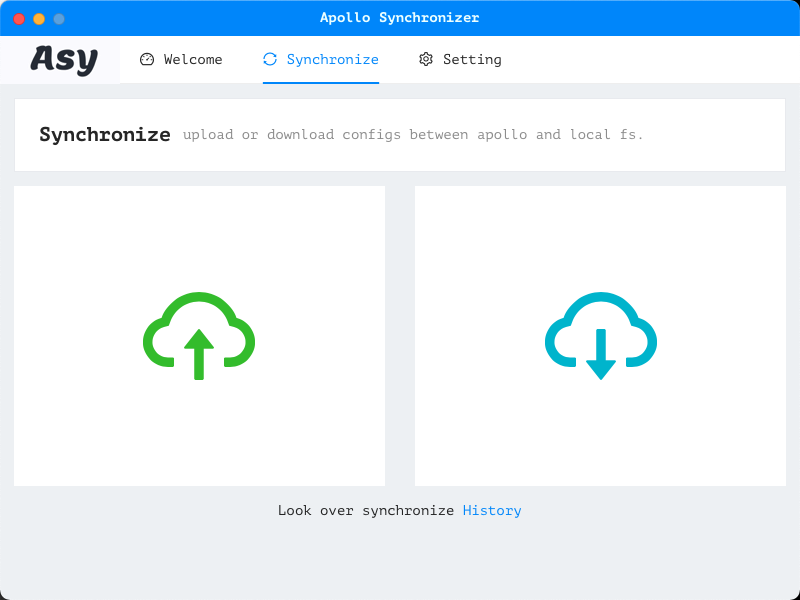 Apollo Synchronizer
Asy Welcome Synchronize Setting
Synchronize upload or download configs between apollo and local fs.
Look over synchronize History